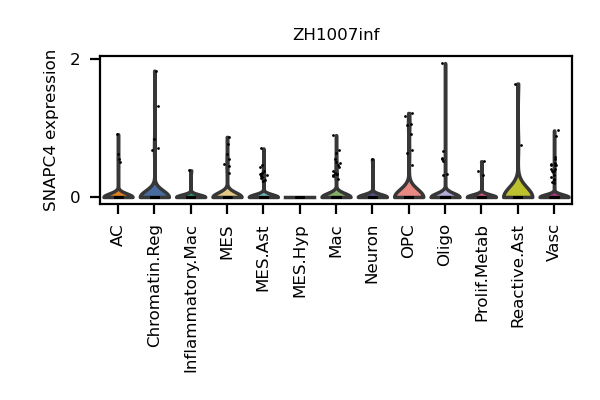 ZH1007inf
SNAPC4 expression
2
0
AC
Chromatin.Reg
Inflammatory.Mac
MES
MES.Ast
MES.Hyp
Mac
Neuron
OPC
Oligo
Prolif.Metab
Reactive.Ast
Vasc